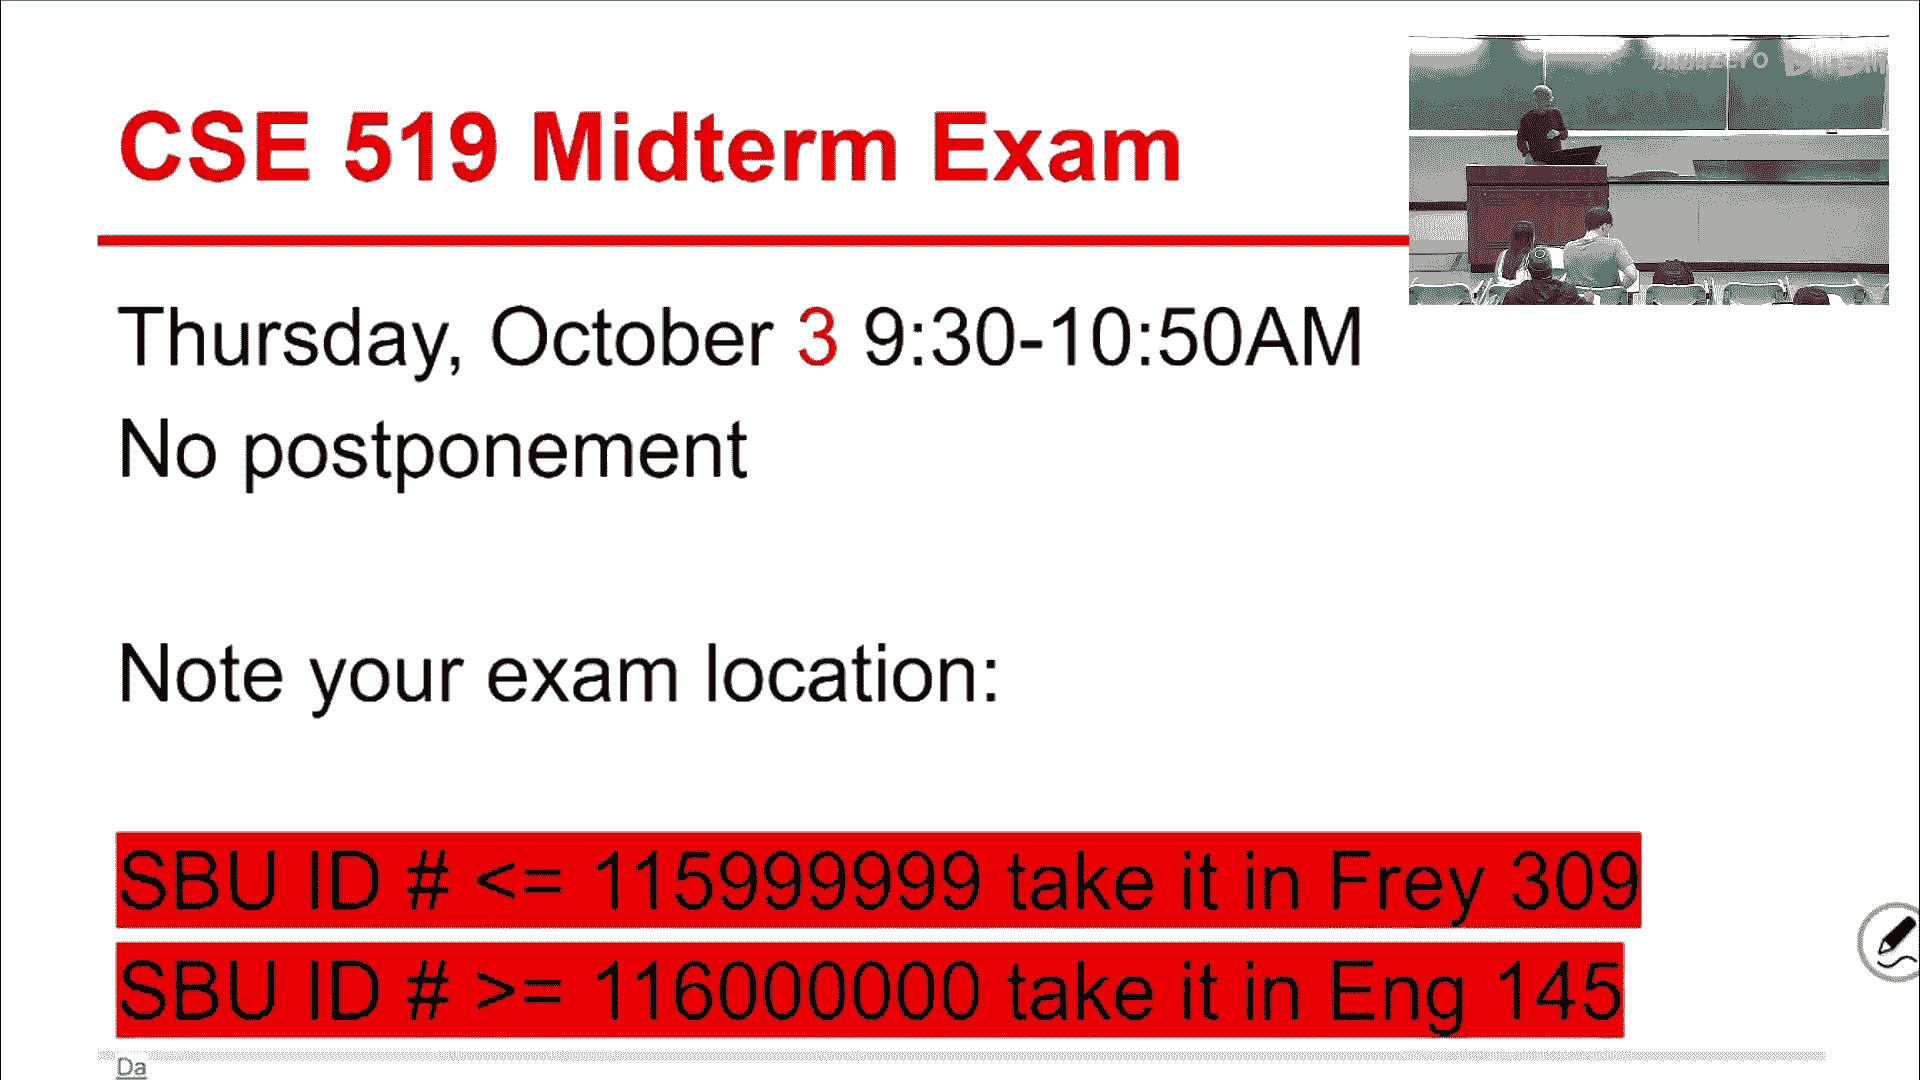 CSE 519 Midterm Exam
Thursday, October 3 9:30-10:50AM
No postponement
Note your exam location:
SBU ID # <= 115999999 take it in Frey 309
SBU ID # >= 116000000 take it in Eng 145
Da